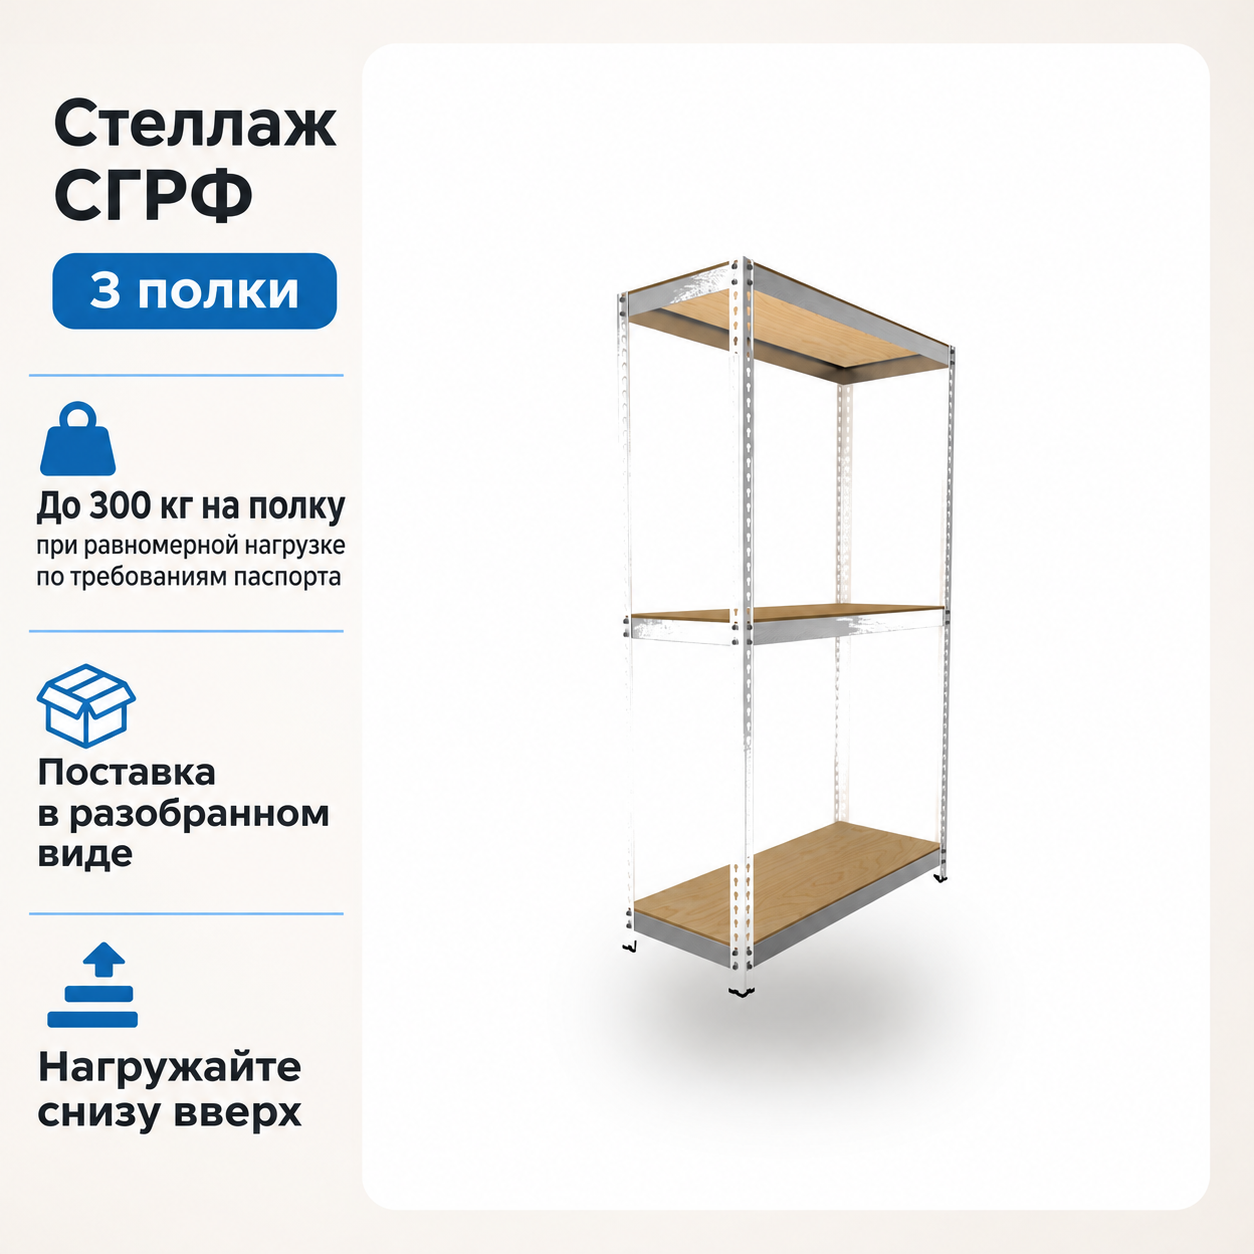 Стеллаж
СГРФ
3 полки
До 300 кг на полку
при равномерной нагрузке
по требованиям паспорта
Поставка
в разобранном
виде
Нагружайте
снизу вверх